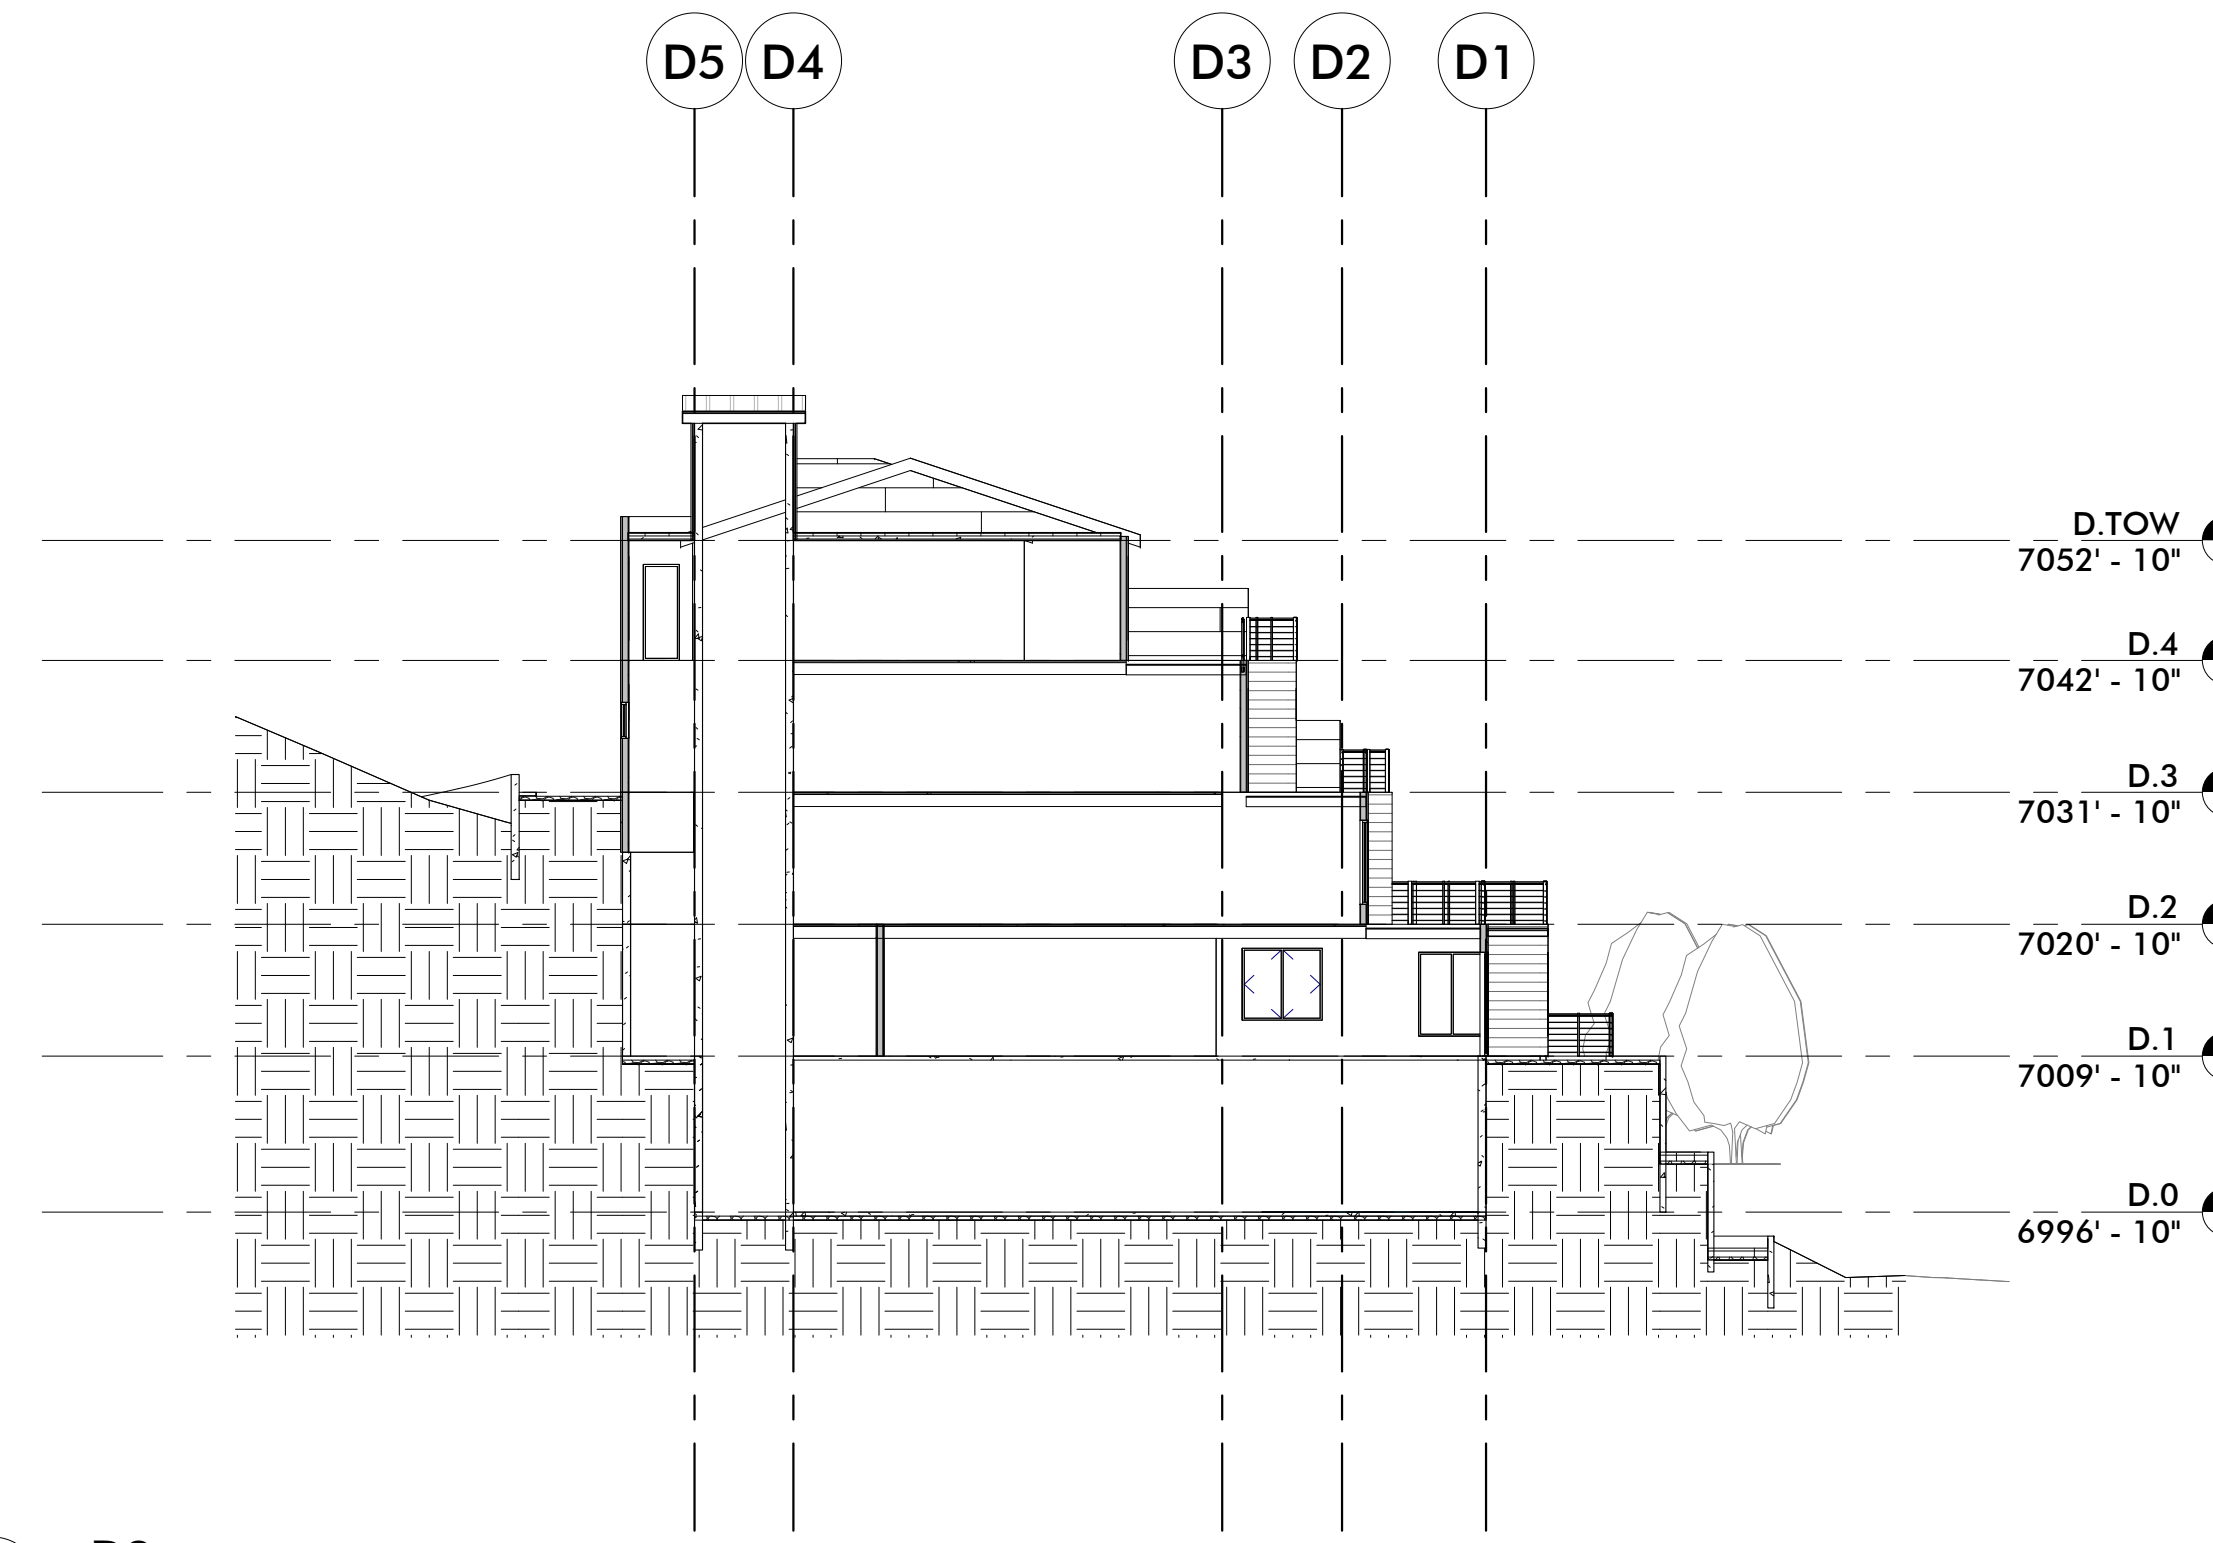 D5 D4 D3 D2 D1
D.TOW
7052' - 10"
D.4
7042' - 10"
D.3
7031' - 10"
D.2
7020' - 10"
D.1
7009' - 10"
D.0
6996' - 10"